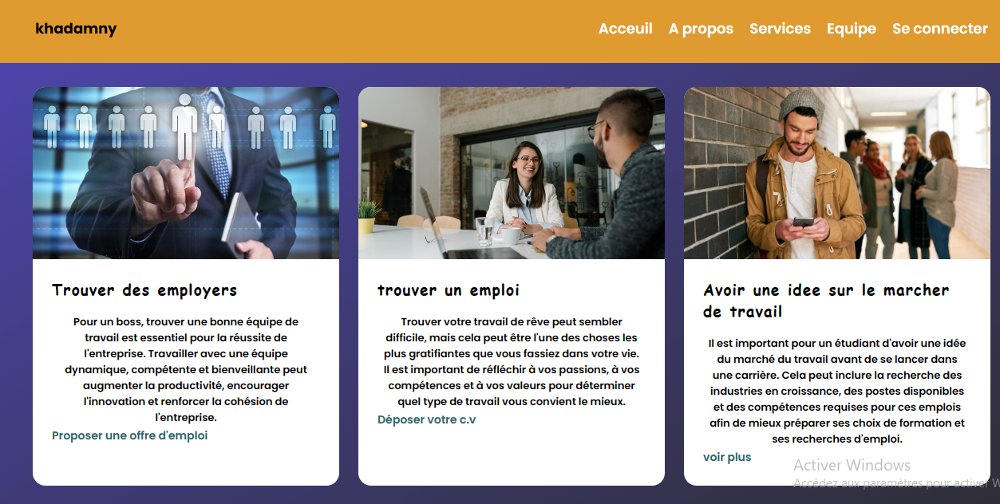 khadamny
Acceuil A propos Services Equipe Se connecter
Trouver des employers
Pour un boss, trouver une bonne équipe de
travail est essentiel pour la réussite de
l'entreprise. Travailler avec une équipe
dynamique, compétente et bienveillante peut
augmenter la productivité, encourager
l'innovation et renforcer la cohésion de
l'entreprise.
Proposer une offre d'emploi
trouver un emploi
Trouver votre travail de rêve peut sembler
difficile, mais cela peut être l'une des choses les
plus gratifiantes que vous fassiez dans votre vie.
Il est important de réfléchir à vos passions, à vos
compétences et à vos valeurs pour déterminer
quel type de travail vous convient le mieux.
Déposer votre c.v
Avoir une idee sur le marcher
de travail
Il est important pour un étudiant d'avoir une idée
du marché du travail avant de se lancer dans
une carrière. Cela peut inclure la recherche des
industries en croissance, des postes disponibles
et des compétences requises pour ces emplois
afin de mieux préparer ses choix de formation et
ses recherches d'emploi.
voir plus
Activer Windows
Accédez aux paramètres pour activer W